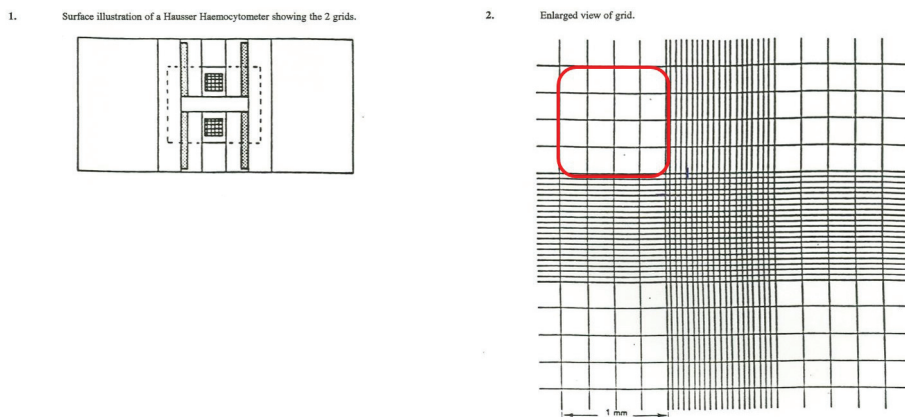 1. Surface illustration of a Hausser Haemocytometer showing the 2 grids.
2. Enlarged view of grid.
1 mm